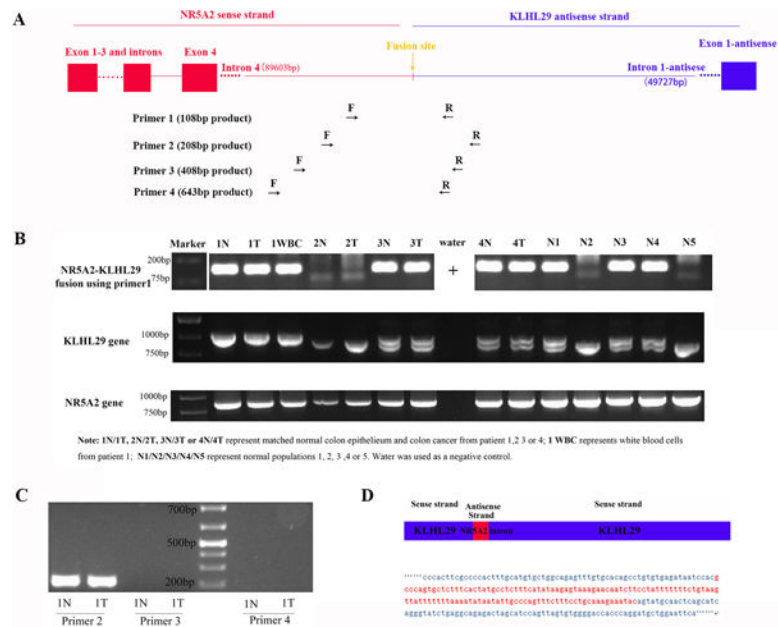 A
NR5A2 sense strand
KLHL29 antisense strand
Exon 1-3 and introns
Exon 4
Fusion site
Exon 1-antisense
Intron 4 (89603bp)
Intron 1-antisese
(49727bp)
F R
Primer 1 (108bp product)
F R
Primer 2 (208bp product)
F R
Primer 3 (408bp product)
F R
Primer 4 (643bp product)
B
Marker 1N 1T 1WBC 2N 2T 3N 3T water 4N 4T N1 N2 N3 N4 N5
200bp
NR5A2-KLHL29
fusion using primer1
75bp
+
KLHL29 gene
1000bp
750bp
NR5A2 gene
1000bp
750bp
Note: 1N/1T, 2N/2T, 3N/3T or 4N/4T represent matched normal colon epithelieum and colon cancer from patient 1,2 3 or 4; 1 WBC represents white blood cells
from patient 1; N1/N2/N3/N4/N5 represent normal populations 1, 2, 3 ,4 or 5. Water was used as a negative control.
C
700bp
500bp
200bp
1N 1T 1N 1T 1N 1T
Primer 2 Primer 3 Primer 4
D
Sense strand
Antisense
Strand
Sense strand
KLHL29 NR5A2 intron KLHL29